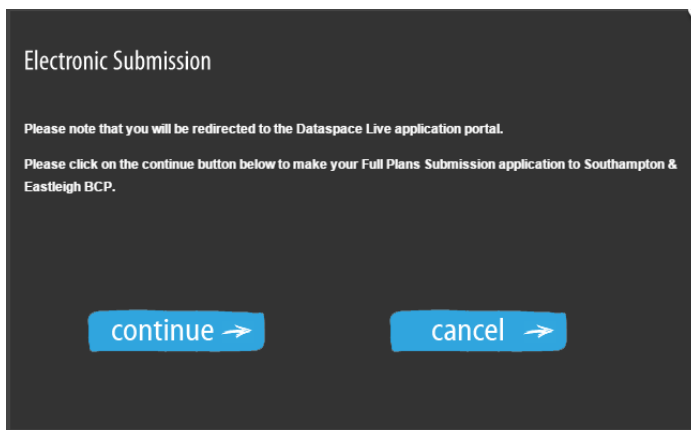 Electronic Submission
Please note that you will be redirected to the Dataspace Live application portal.
Please click on the continue button below to make your Full Plans Submission application to Southampton &
Eastleigh BCP.
continue
cancel